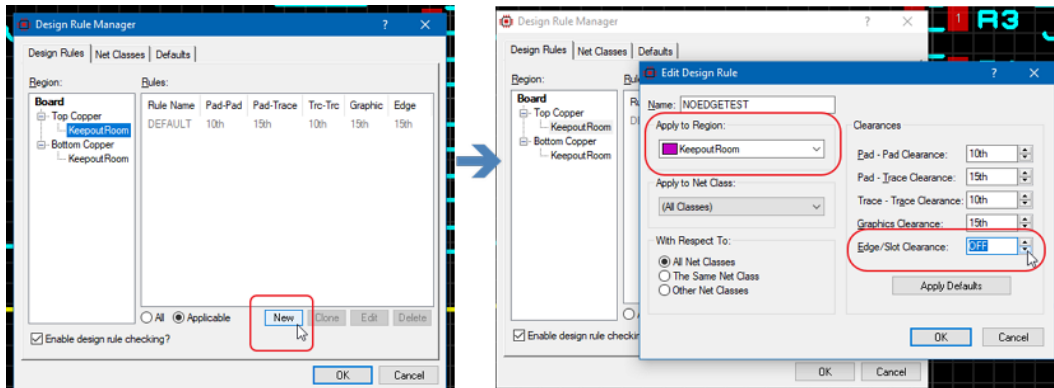 Design Rule Manager
Design Rules Net Classes Defaults
Region: Rules:
Board
Top Copper
KeepoutRoom
Bottom Copper
KeepoutRoom
Rule Name Pad-Pad Pad-Trace Trc-Trc Graphic Edge
DEFAULT 10th 15th 10th 15th 15th
All Applicable New Clone Edit Delete
Enable design rule checking?
OK Cancel
1 R3
Design Rule Manager
Design Rules Net Classes Defaults
Region:
Board
Top Copper
KeepoutRoom
Bottom Copper
KeepoutRoom
Enable design rule
OK Cancel
Edit Design Rule
Name: NOEDGETEST
Apply to Region:
KeepoutRoom
Apply to Net Class:
(All Classes)
With Respect To:
All Net Classes
The Same Net Class
Other Net Classes
Clearances
Pad - Pad Clearance: 10th
Pad - Trace Clearance: 15th
Trace - Trace Clearance: 10th
Graphics Clearance: 15th
Edge/Slot Clearance: OFF
Apply Defaults
OK Cancel